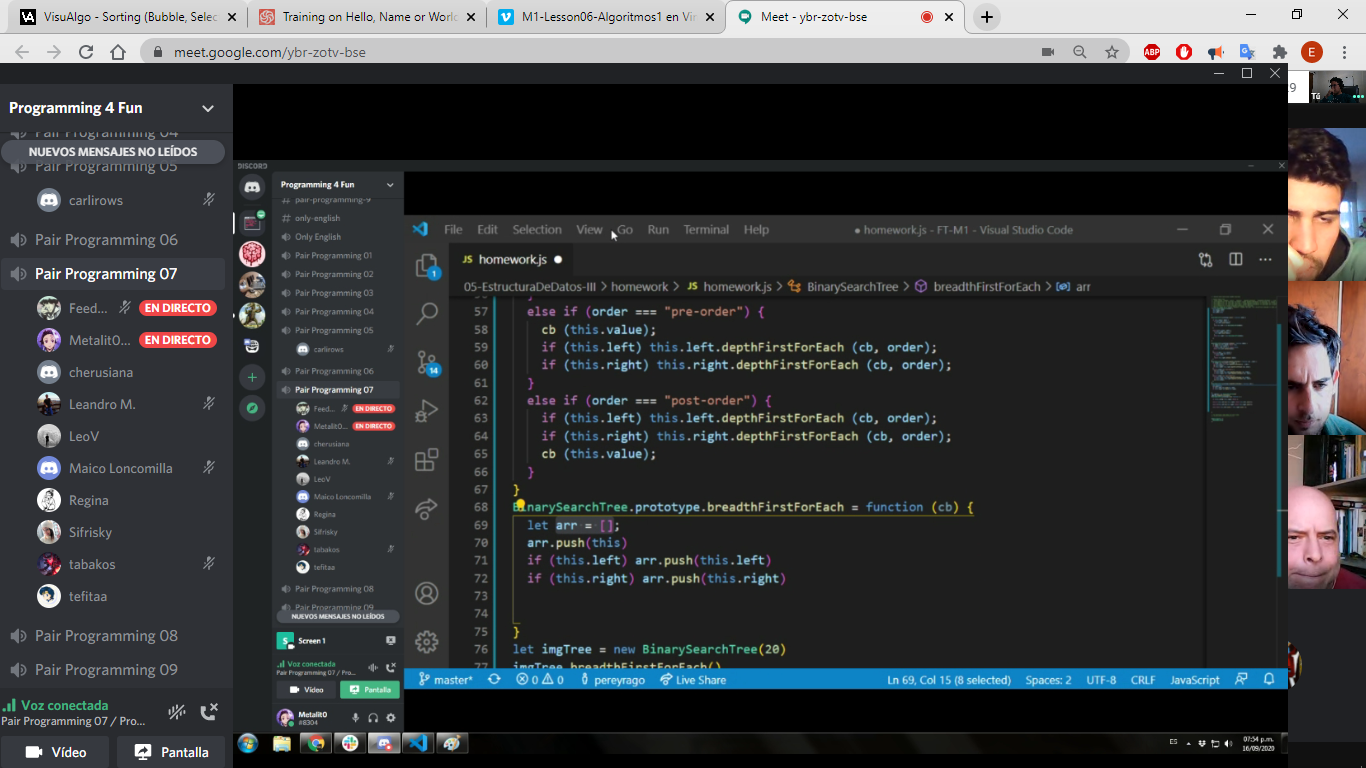 VisuAlgo - Sorting (Bubble, Selec
Training on Hello, Name or World
M1-Lesson06-Algoritmos1 en Vim
Meet - ybr-zotv-bse
meet.google.com/ybr-zotv-bse
ABP
E
Programming 4 Fun
Pair Programming 04
NUEVOS MENSAJES NO LEÍDOS
Pair Programming 05
carlirows
Pair Programming 06
Pair Programming 07
Feed... EN DIRECTO
Metalit0... EN DIRECTO
cherusiana
Leandro M.
LeoV
Maico Loncomilla
Regina
Sifrisky
tabakos
tefitaa
Pair Programming 08
Pair Programming 09
Voz conectada
Pair Programming 07 / Pro...
Vídeo
Pantalla
DISCORD
Programming 4 Fun
# pair-programming-9
# only-english
Only English
Pair Programming 01
Pair Programming 02
Pair Programming 03
Pair Programming 04
Pair Programming 05
carlirows
Pair Programming 06
Pair Programming 07
Feed... EN DIRECTO
Metalit0... EN DIRECTO
cherusiana
Leandro M.
LeoV
Maico Loncomilla
Regina
Sifrisky
tabakos
tefitaa
Pair Programming 08
Pair Programming 09
NUEVOS MENSAJES NO LEÍDOS
S
Screen 1
Voz conectada
Pair Programming 07 / Pro...
Vídeo
Pantalla
Metalit0
#8304
File Edit Selection View Go Run Terminal Help
● homework.js - FT-M1 - Visual Studio Code
1
14
JS homework.js ●
05-EstructuraDeDatos-III > homework > JS homework.js > BinarySearchTree > breadthFirstForEach > arr
56 }
57 else if (order === "pre-order") {
58 cb (this.value);
59 if (this.left) this.left.depthFirstForEach (cb, order);
60 if (this.right) this.right.depthFirstForEach (cb, order);
61 }
62 else if (order === "post-order") {
63 if (this.left) this.left.depthFirstForEach (cb, order);
64 if (this.right) this.right.depthFirstForEach (cb, order);
65 cb (this.value);
66 }
67 }
68 BinarySearchTree.prototype.breadthFirstForEach = function (cb) {
69 let arr = [];
70 arr.push(this)
71 if (this.left) arr.push(this.left)
72 if (this.right) arr.push(this.right)
73
74
75 }
76 let imgTree = new BinarySearchTree(20)
77 imgTree.breadthFirstForEach()
master* 0 0 pereyrago Live Share
Ln 69, Col 15 (8 selected) Spaces: 2 UTF-8 CRLF JavaScript
ES
07:54 p.m.
16/09/2020
Tú